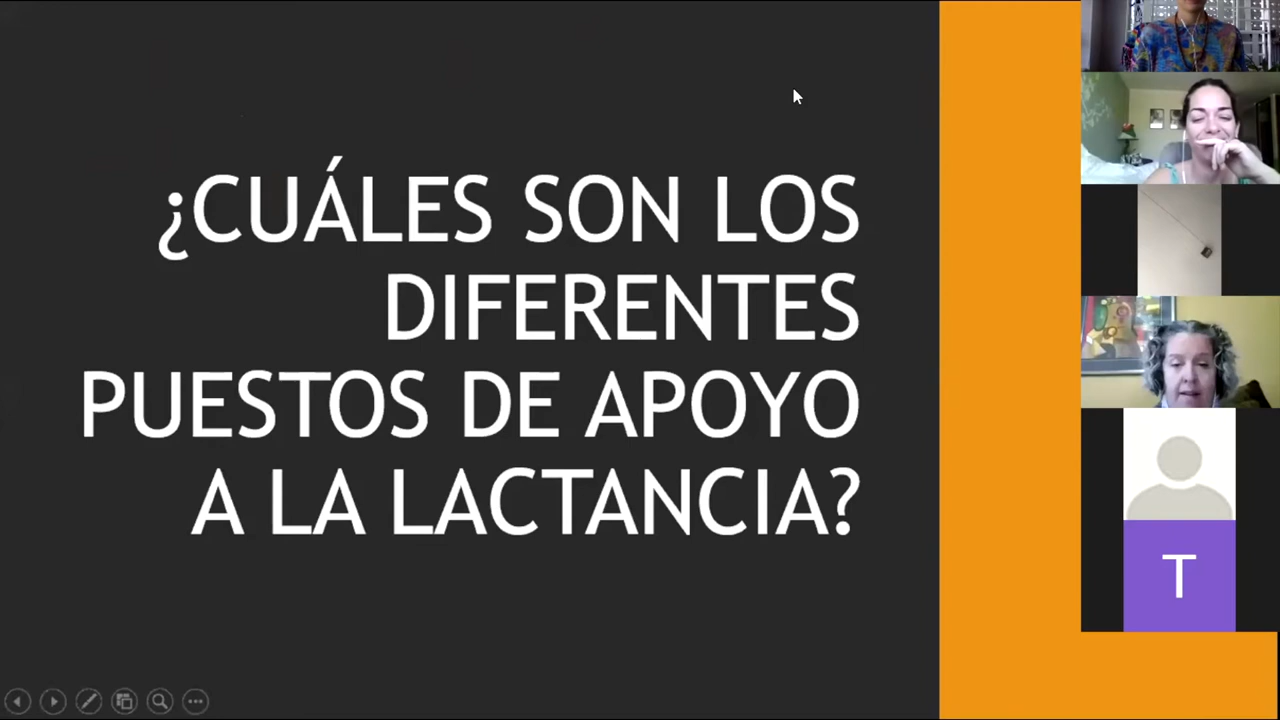 ¿CUÁLES SON LOS
DIFERENTES
PUESTOS DE APOYO
A LA LACTANCIA?
T